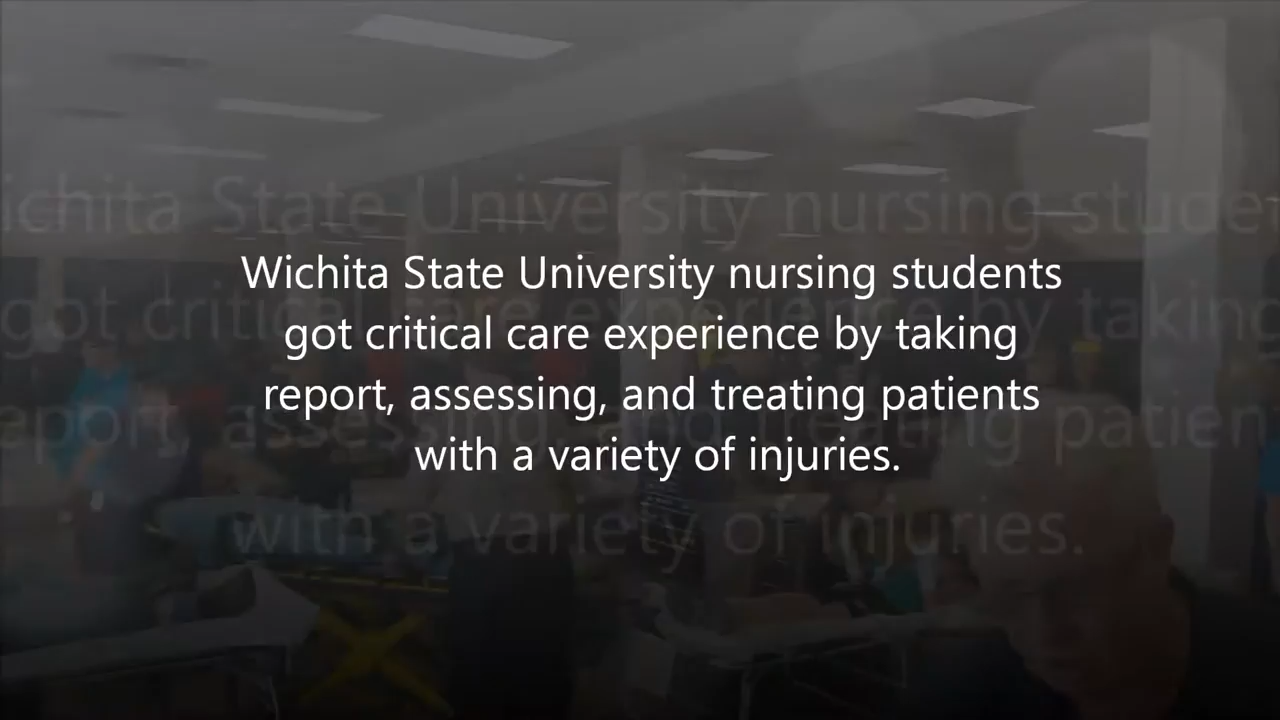 Wichita State University nursing students
got critical care experience by taking
report, assessing, and treating patients
with a variety of injuries.